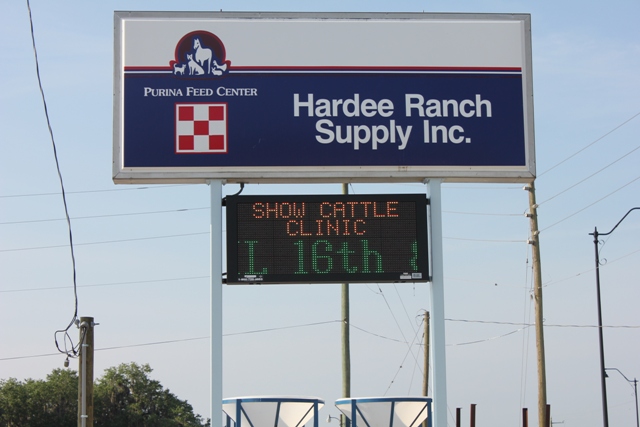 PURINA FEED CENTER
Hardee Ranch
Supply Inc.
SHOW CATTLE
CLINIC
L 16th &